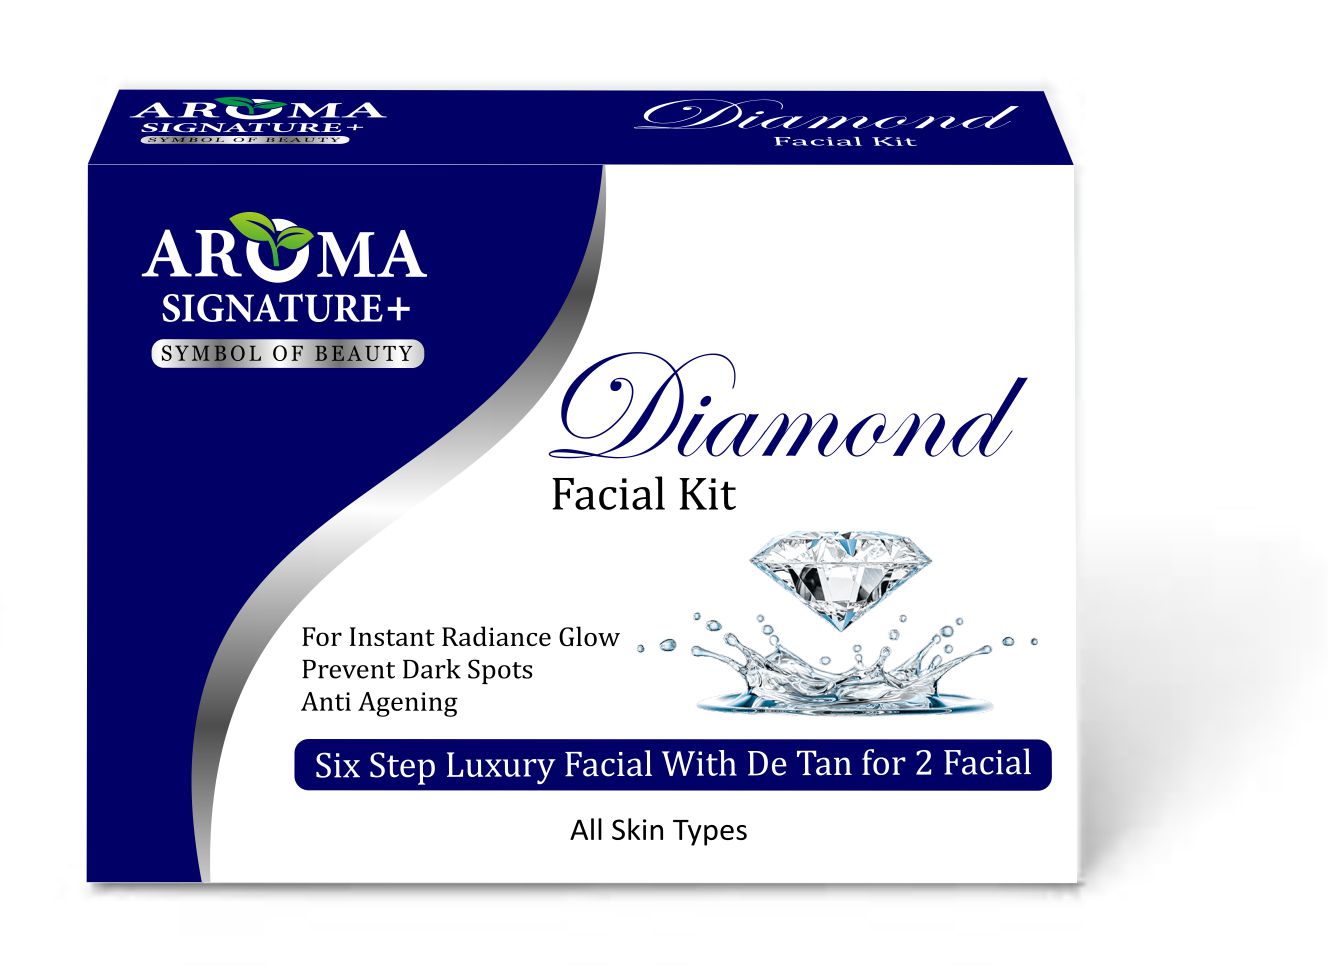 AROMA
SIGNATURE+
SYMBOL OF BEAUTY
Diamond
Facial Kit
AROMA
SIGNATURE+
SYMBOL OF BEAUTY
Diamond
Facial Kit
For Instant Radiance Glow
Prevent Dark Spots
Anti Agening
Six Step Luxury Facial With De Tan for 2 Facial
All Skin Types